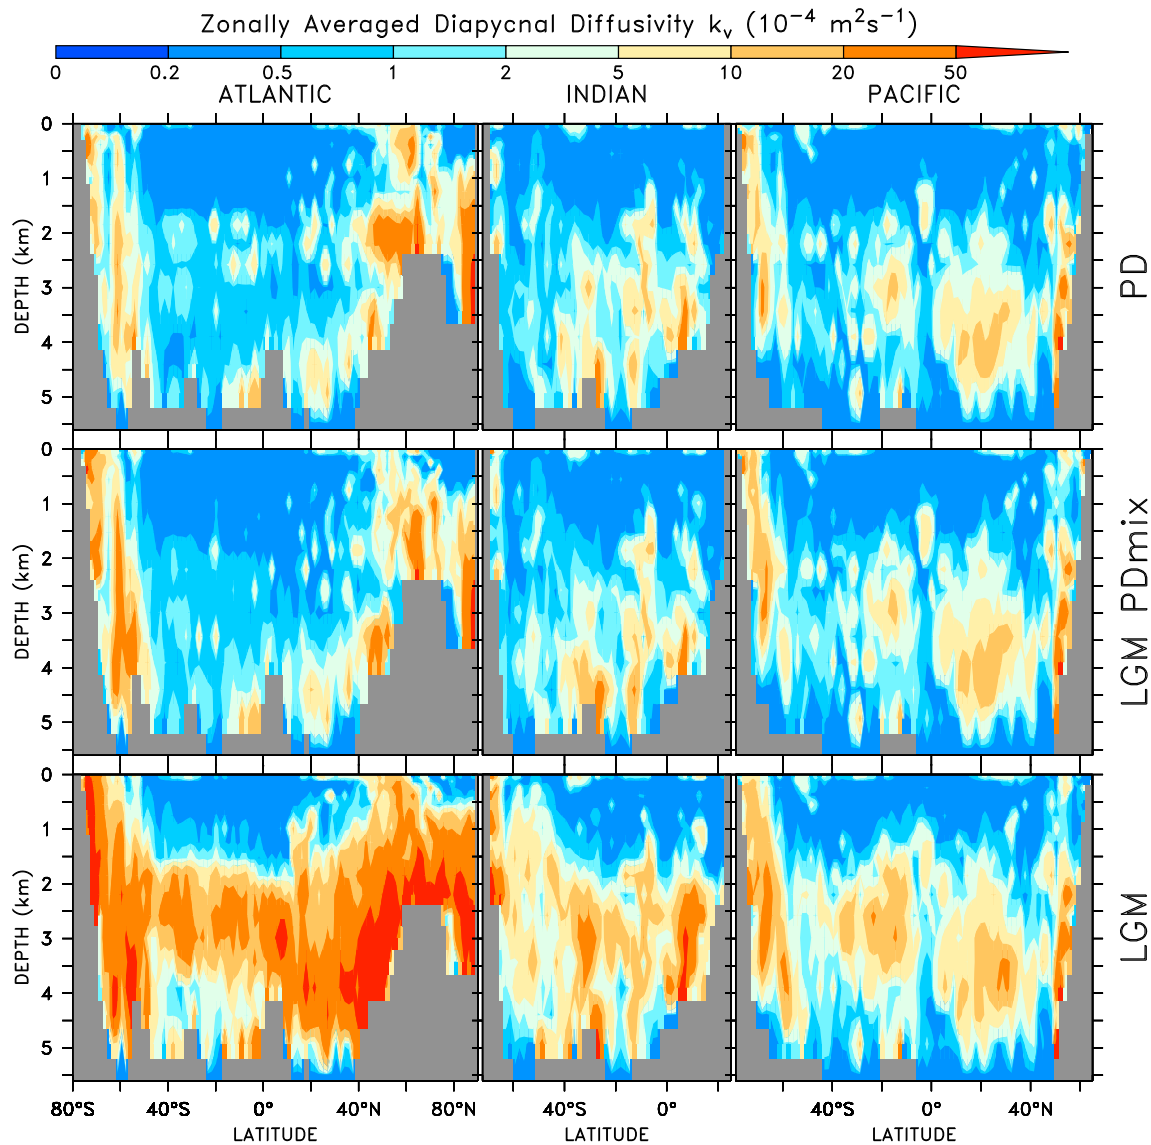 Zonally Averaged Diapycnal Diffusivity kv (10−4 m2s−1)
0 0.2 0.5 1 2 5 10 20 50
ATLANTIC INDIAN PACIFIC
0
1
2
3
4
5
DEPTH (km)
PD
0
1
2
3
4
5
DEPTH (km)
LGM PDmix
0
1
2
3
4
5
DEPTH (km)
LGM
80°S 40°S 0° 40°N 80°N 40°S 0° 40°S 0° 40°N
LATITUDE LATITUDE LATITUDE